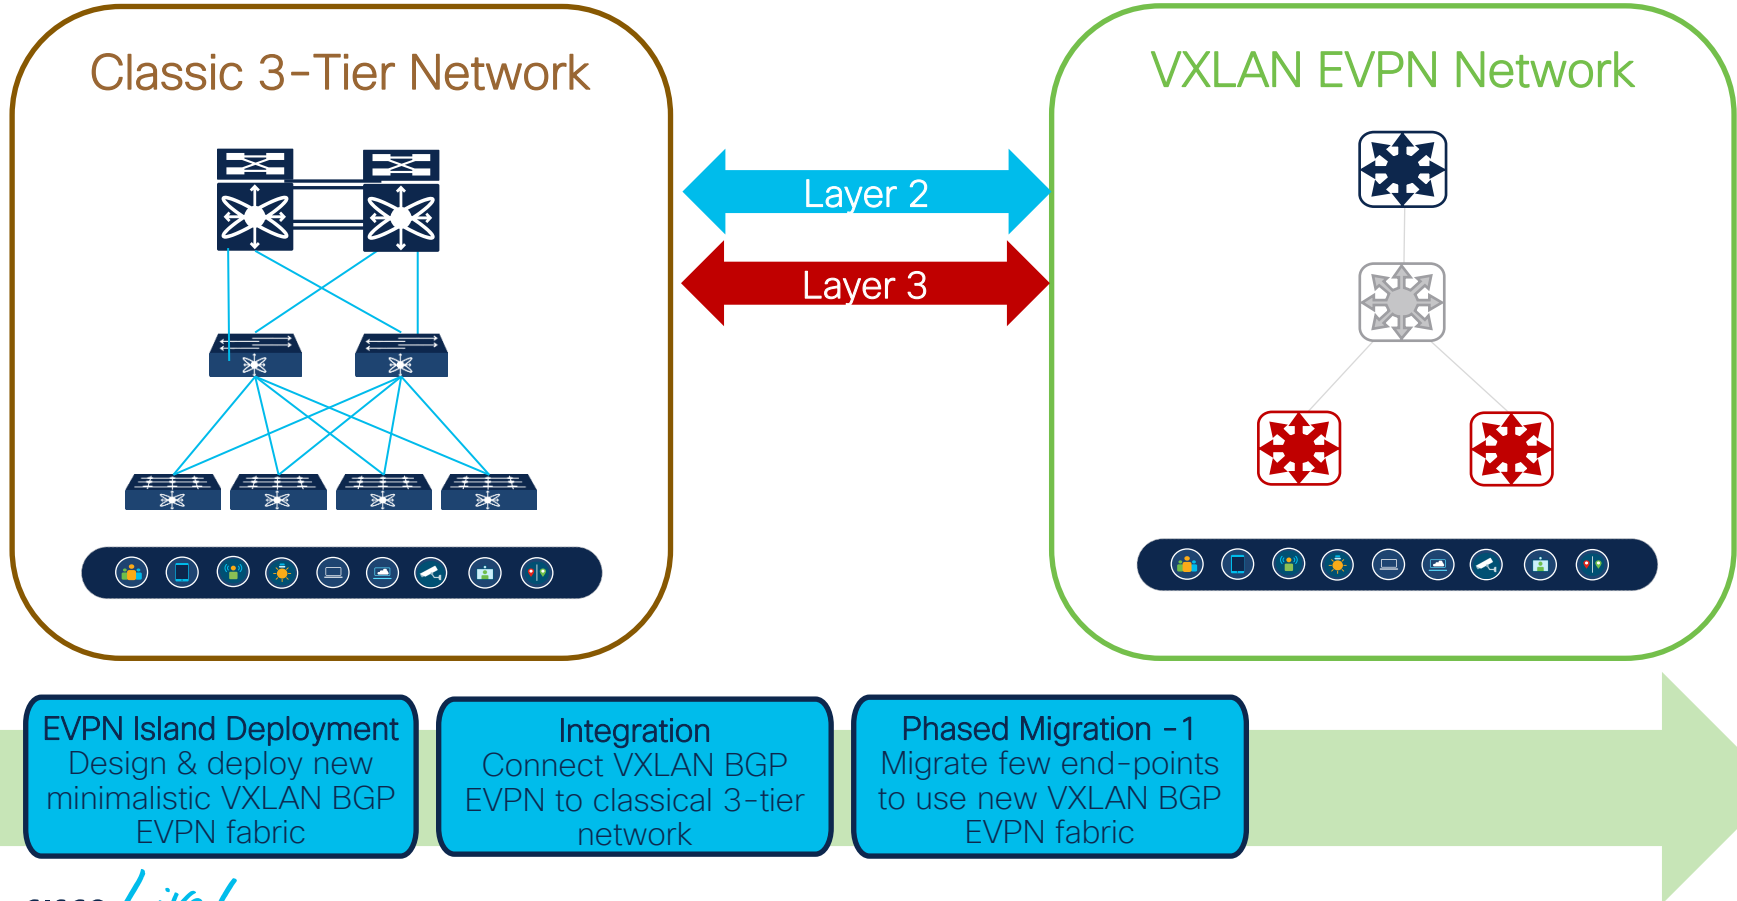 Classic 3-Tier Network
VXLAN EVPN Network
Layer 2
Layer 3
EVPN Island Deployment
Design & deploy new
minimalistic VXLAN BGP
EVPN fabric
Integration
Connect VXLAN BGP
EVPN to classical 3-tier
network
Phased Migration -1
Migrate few end-points
to use new VXLAN BGP
EVPN fabric